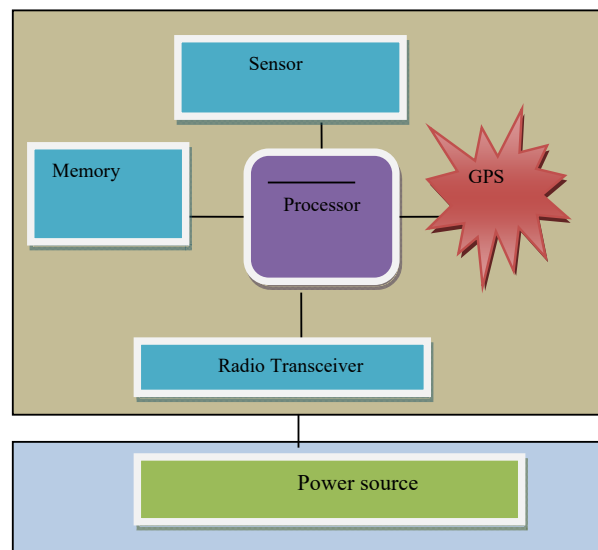 Sensor
Memory
GPS
Processor
Radio Transceiver
Power source